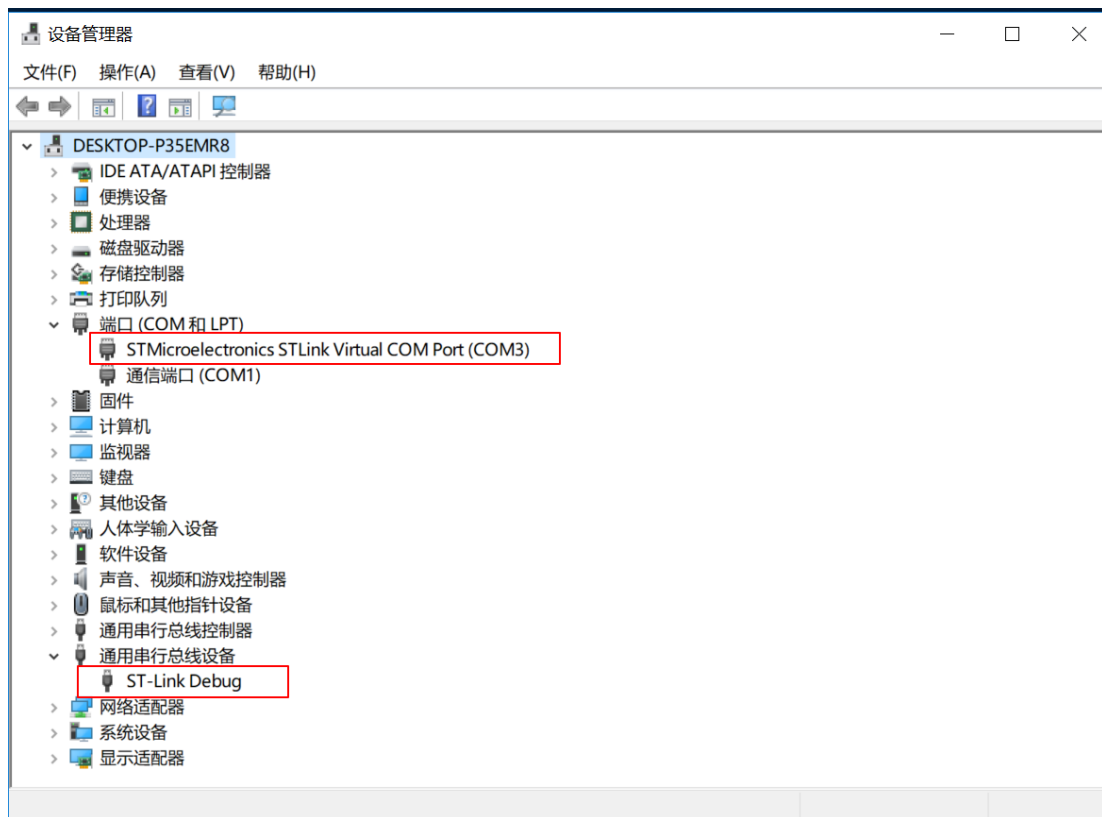 设备管理器
文件(F) 操作(A) 查看(V) 帮助(H)
DESKTOP-P35EMR8
IDE ATA/ATAPI 控制器
便携设备
处理器
磁盘驱动器
存储控制器
打印队列
端口 (COM 和 LPT)
STMicroelectronics STLink Virtual COM Port (COM3)
通信端口 (COM1)
固件
计算机
监视器
键盘
其他设备
人体学输入设备
软件设备
声音、视频和游戏控制器
鼠标和其他指针设备
通用串行总线控制器
通用串行总线设备
ST-Link Debug
网络适配器
系统设备
显示适配器